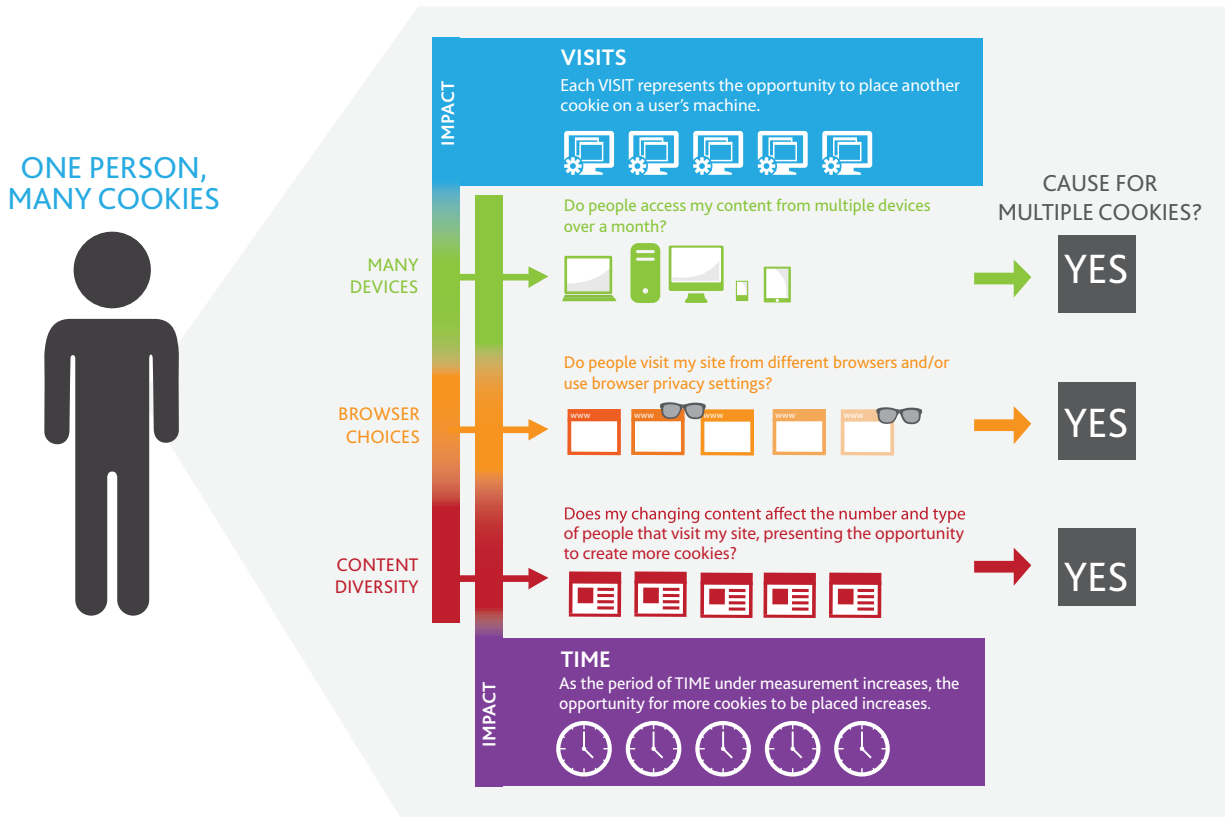 ONE PERSON,
MANY COOKIES
IMPACT
VISITS
Each VISIT represents the opportunity to place another
cookie on a user's machine.
CAUSE FOR
MULTIPLE COOKIES?
MANY
DEVICES
Do people access my content from multiple devices
over a month?
YES
BROWSER
CHOICES
Do people visit my site from different browsers and/or
use browser privacy settings?
www www www www www
YES
CONTENT
DIVERSITY
Does my changing content affect the number and type
of people that visit my site, presenting the opportunity
to create more cookies?
YES
IMPACT
TIME
As the period of TIME under measurement increases, the
opportunity for more cookies to be placed increases.